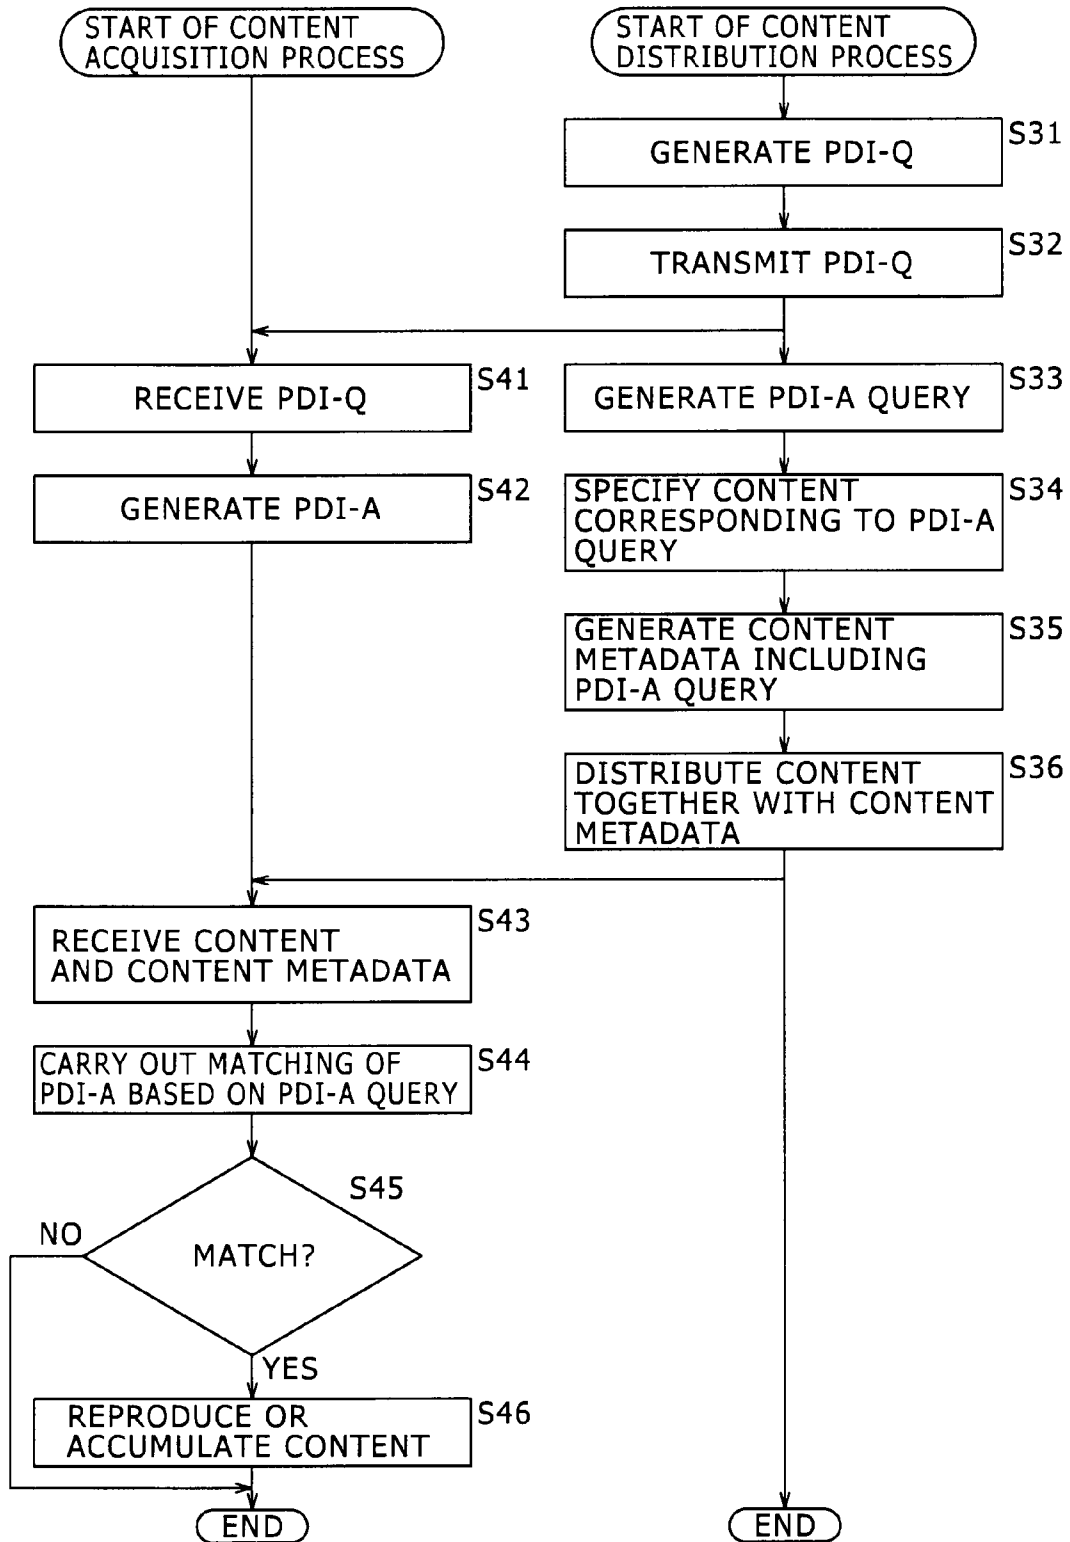 START OF CONTENT
ACQUISITION PROCESS
START OF CONTENT
DISTRIBUTION PROCESS
GENERATE PDI-Q
S31
TRANSMIT PDI-Q
S32
RECEIVE PDI-Q
S41
GENERATE PDI-A QUERY
S33
GENERATE PDI-A
S42
SPECIFY CONTENT
CORRESPONDING TO PDI-A
QUERY
S34
GENERATE CONTENT
METADATA INCLUDING
PDI-A QUERY
S35
DISTRIBUTE CONTENT
TOGETHER WITH CONTENT
METADATA
S36
RECEIVE CONTENT
AND CONTENT METADATA
S43
CARRY OUT MATCHING OF
PDI-A BASED ON PDI-A QUERY
S44
S45
NO
MATCH?
YES
REPRODUCE OR
ACCUMULATE CONTENT
S46
END
END